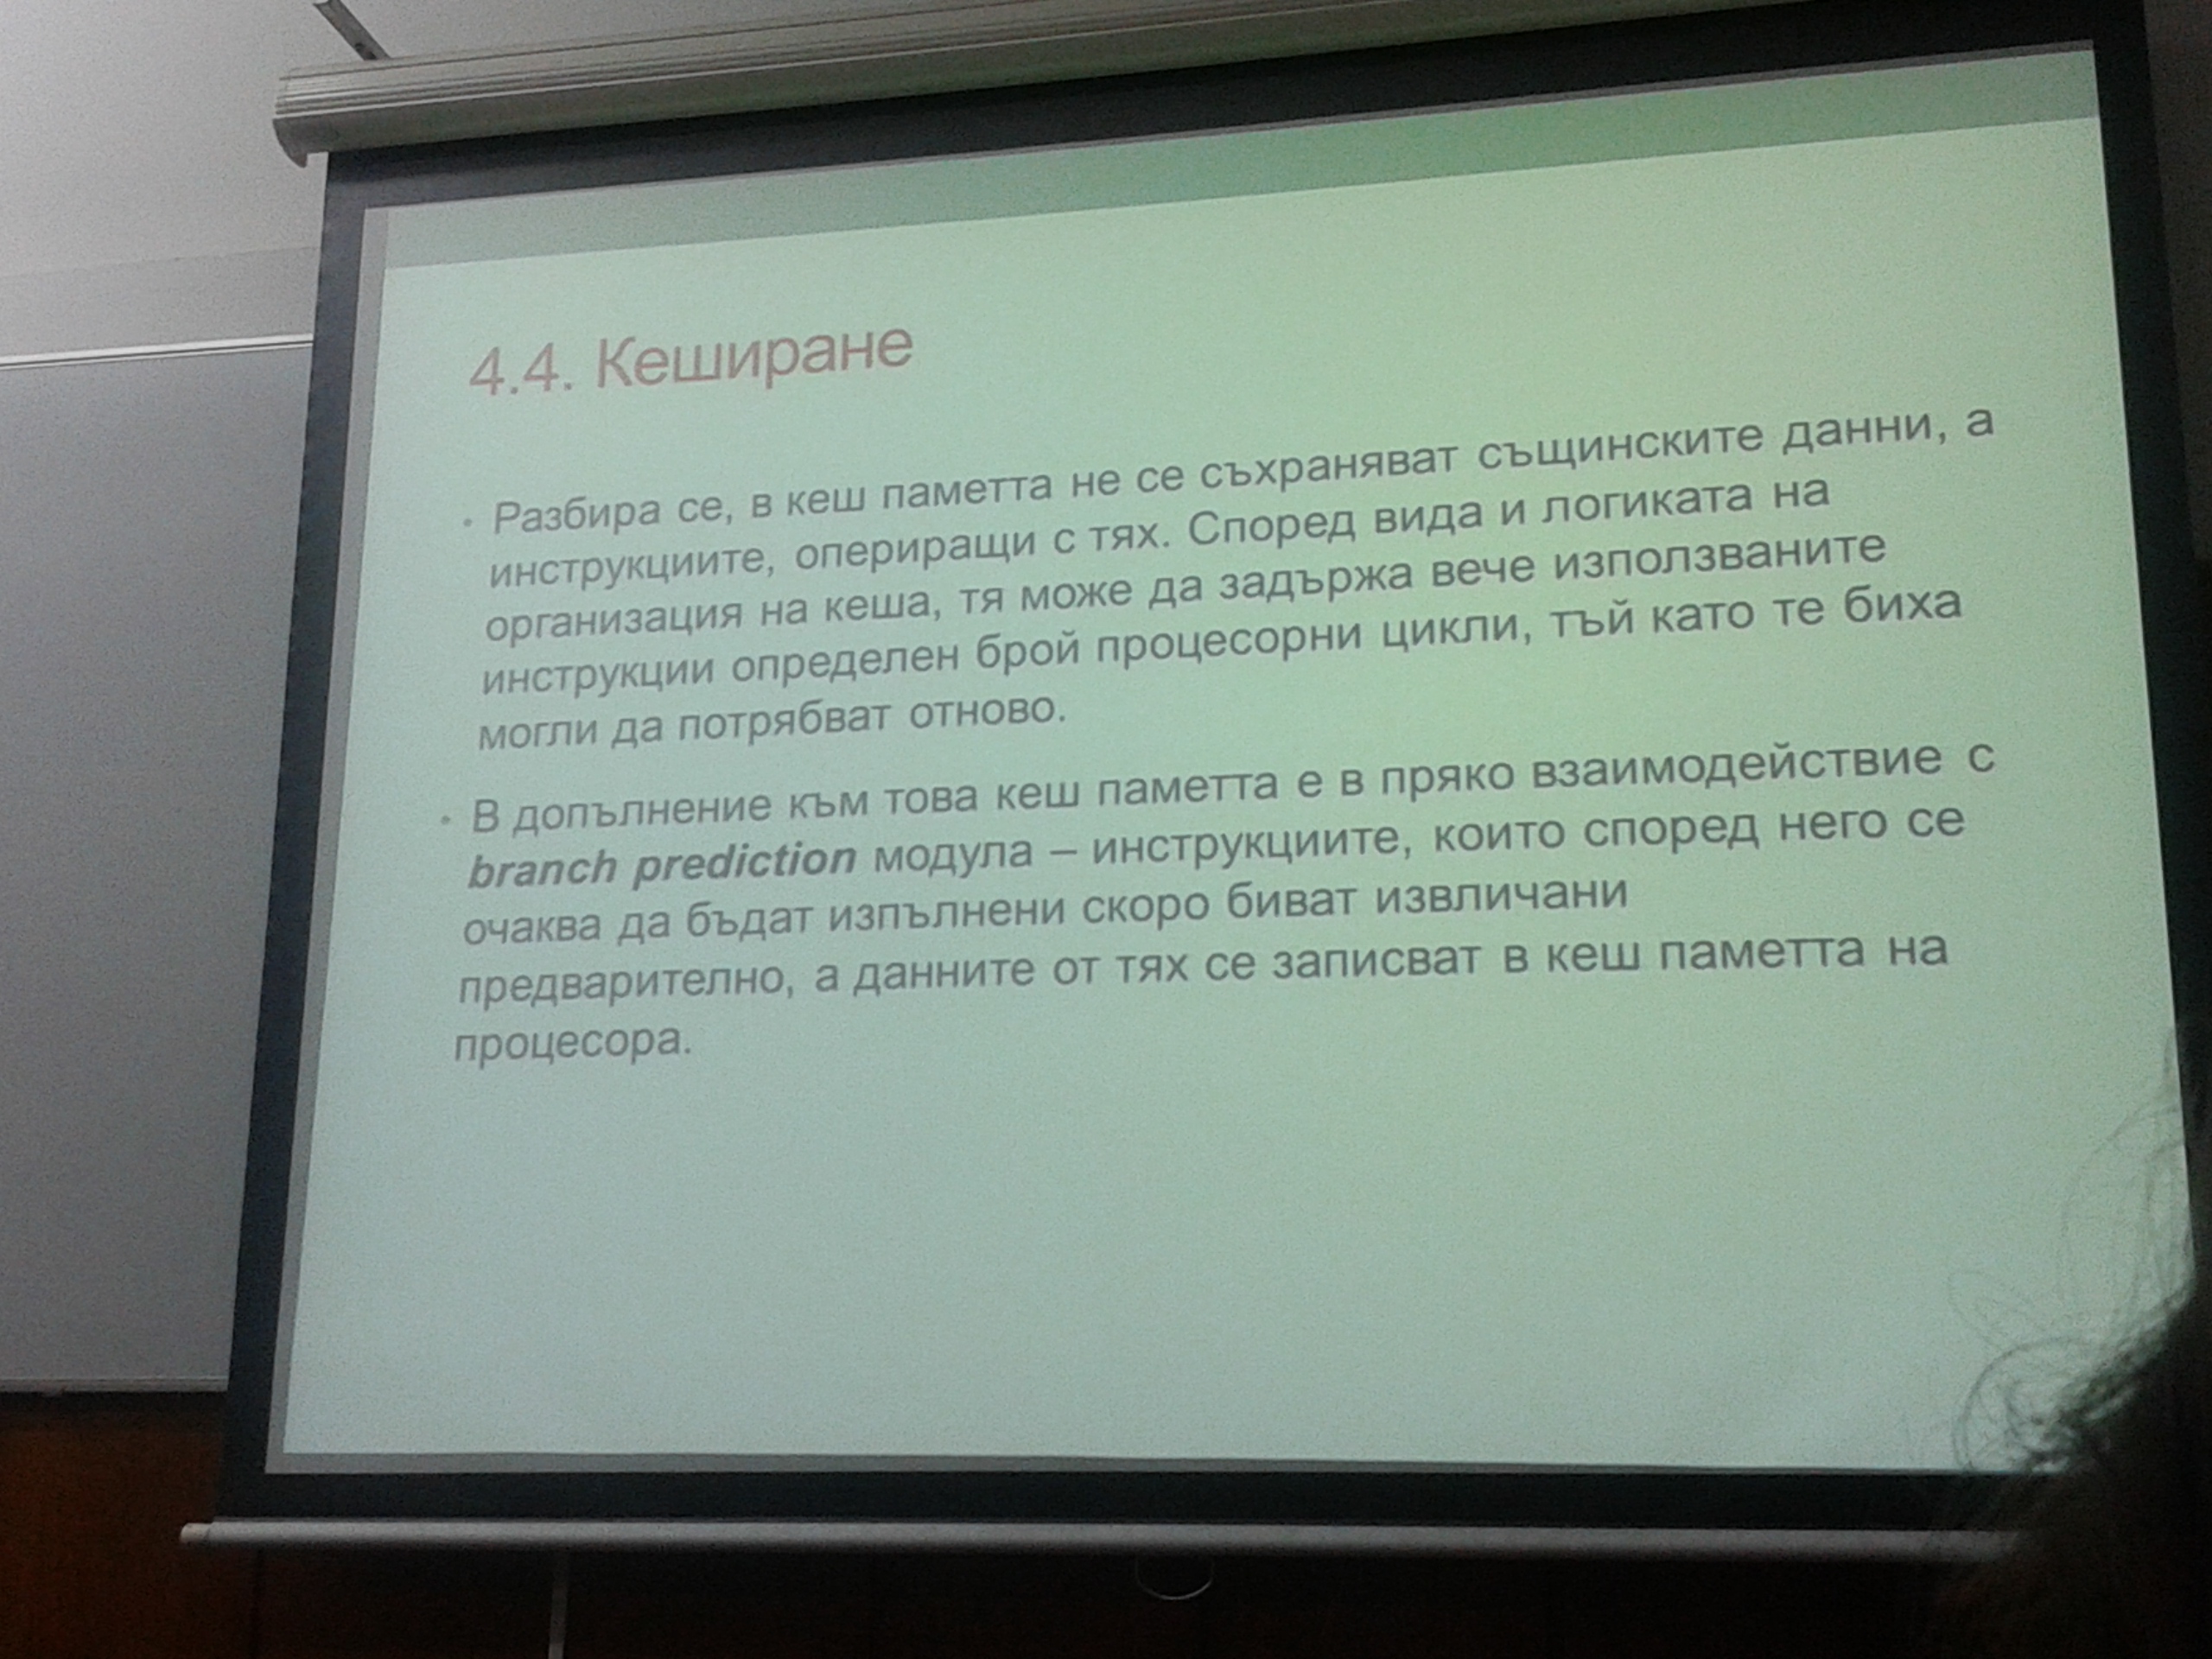 4.4. Кеширане
• Разбира се, в кеш паметта не се съхраняват същинските данни, а
инструкциите, опериращи с тях. Според вида и логиката на
организация на кеша, тя може да задържа вече използваните
инструкции определен брой процесорни цикли, тъй като те биха
могли да потрябват отново.
• В допълнение към това кеш паметта е в пряко взаимодействие с
branch prediction модула – инструкциите, които според него се
очаква да бъдат изпълнени скоро биват извличани
предварително, а данните от тях се записват в кеш паметта на
процесора.